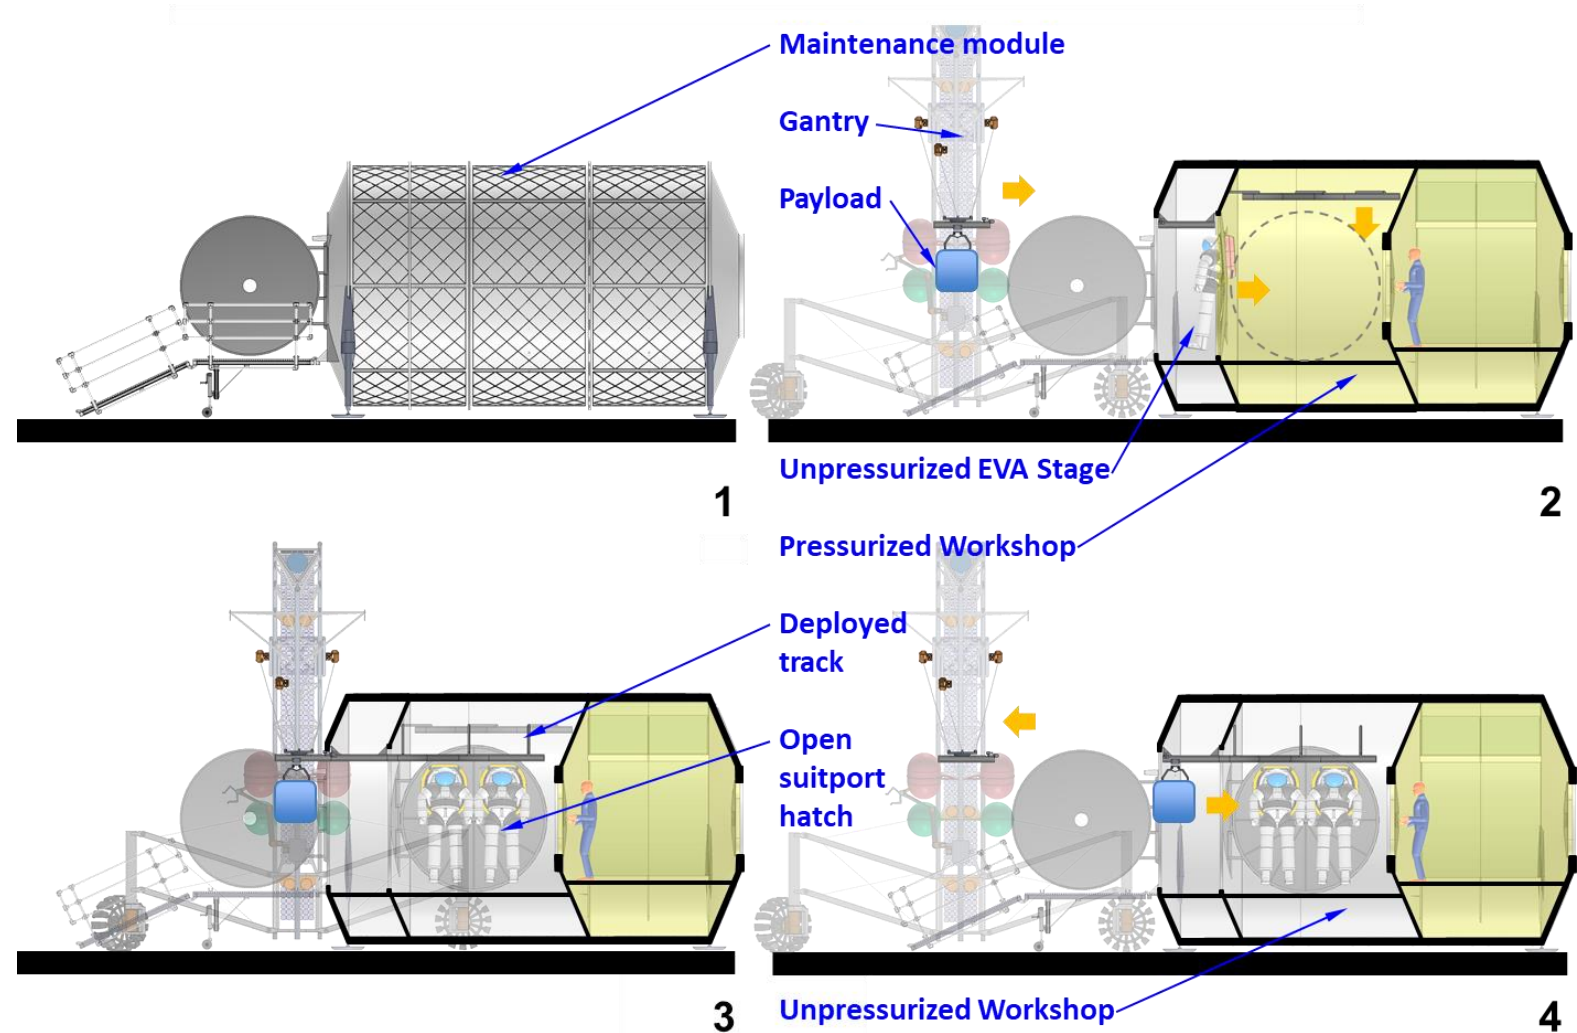 Maintenance module
Gantry
Payload
Unpressurized EVA Stage
1
2
Pressurized Workshop
Deployed
track
Open
suitport
hatch
Unpressurized Workshop
3
4